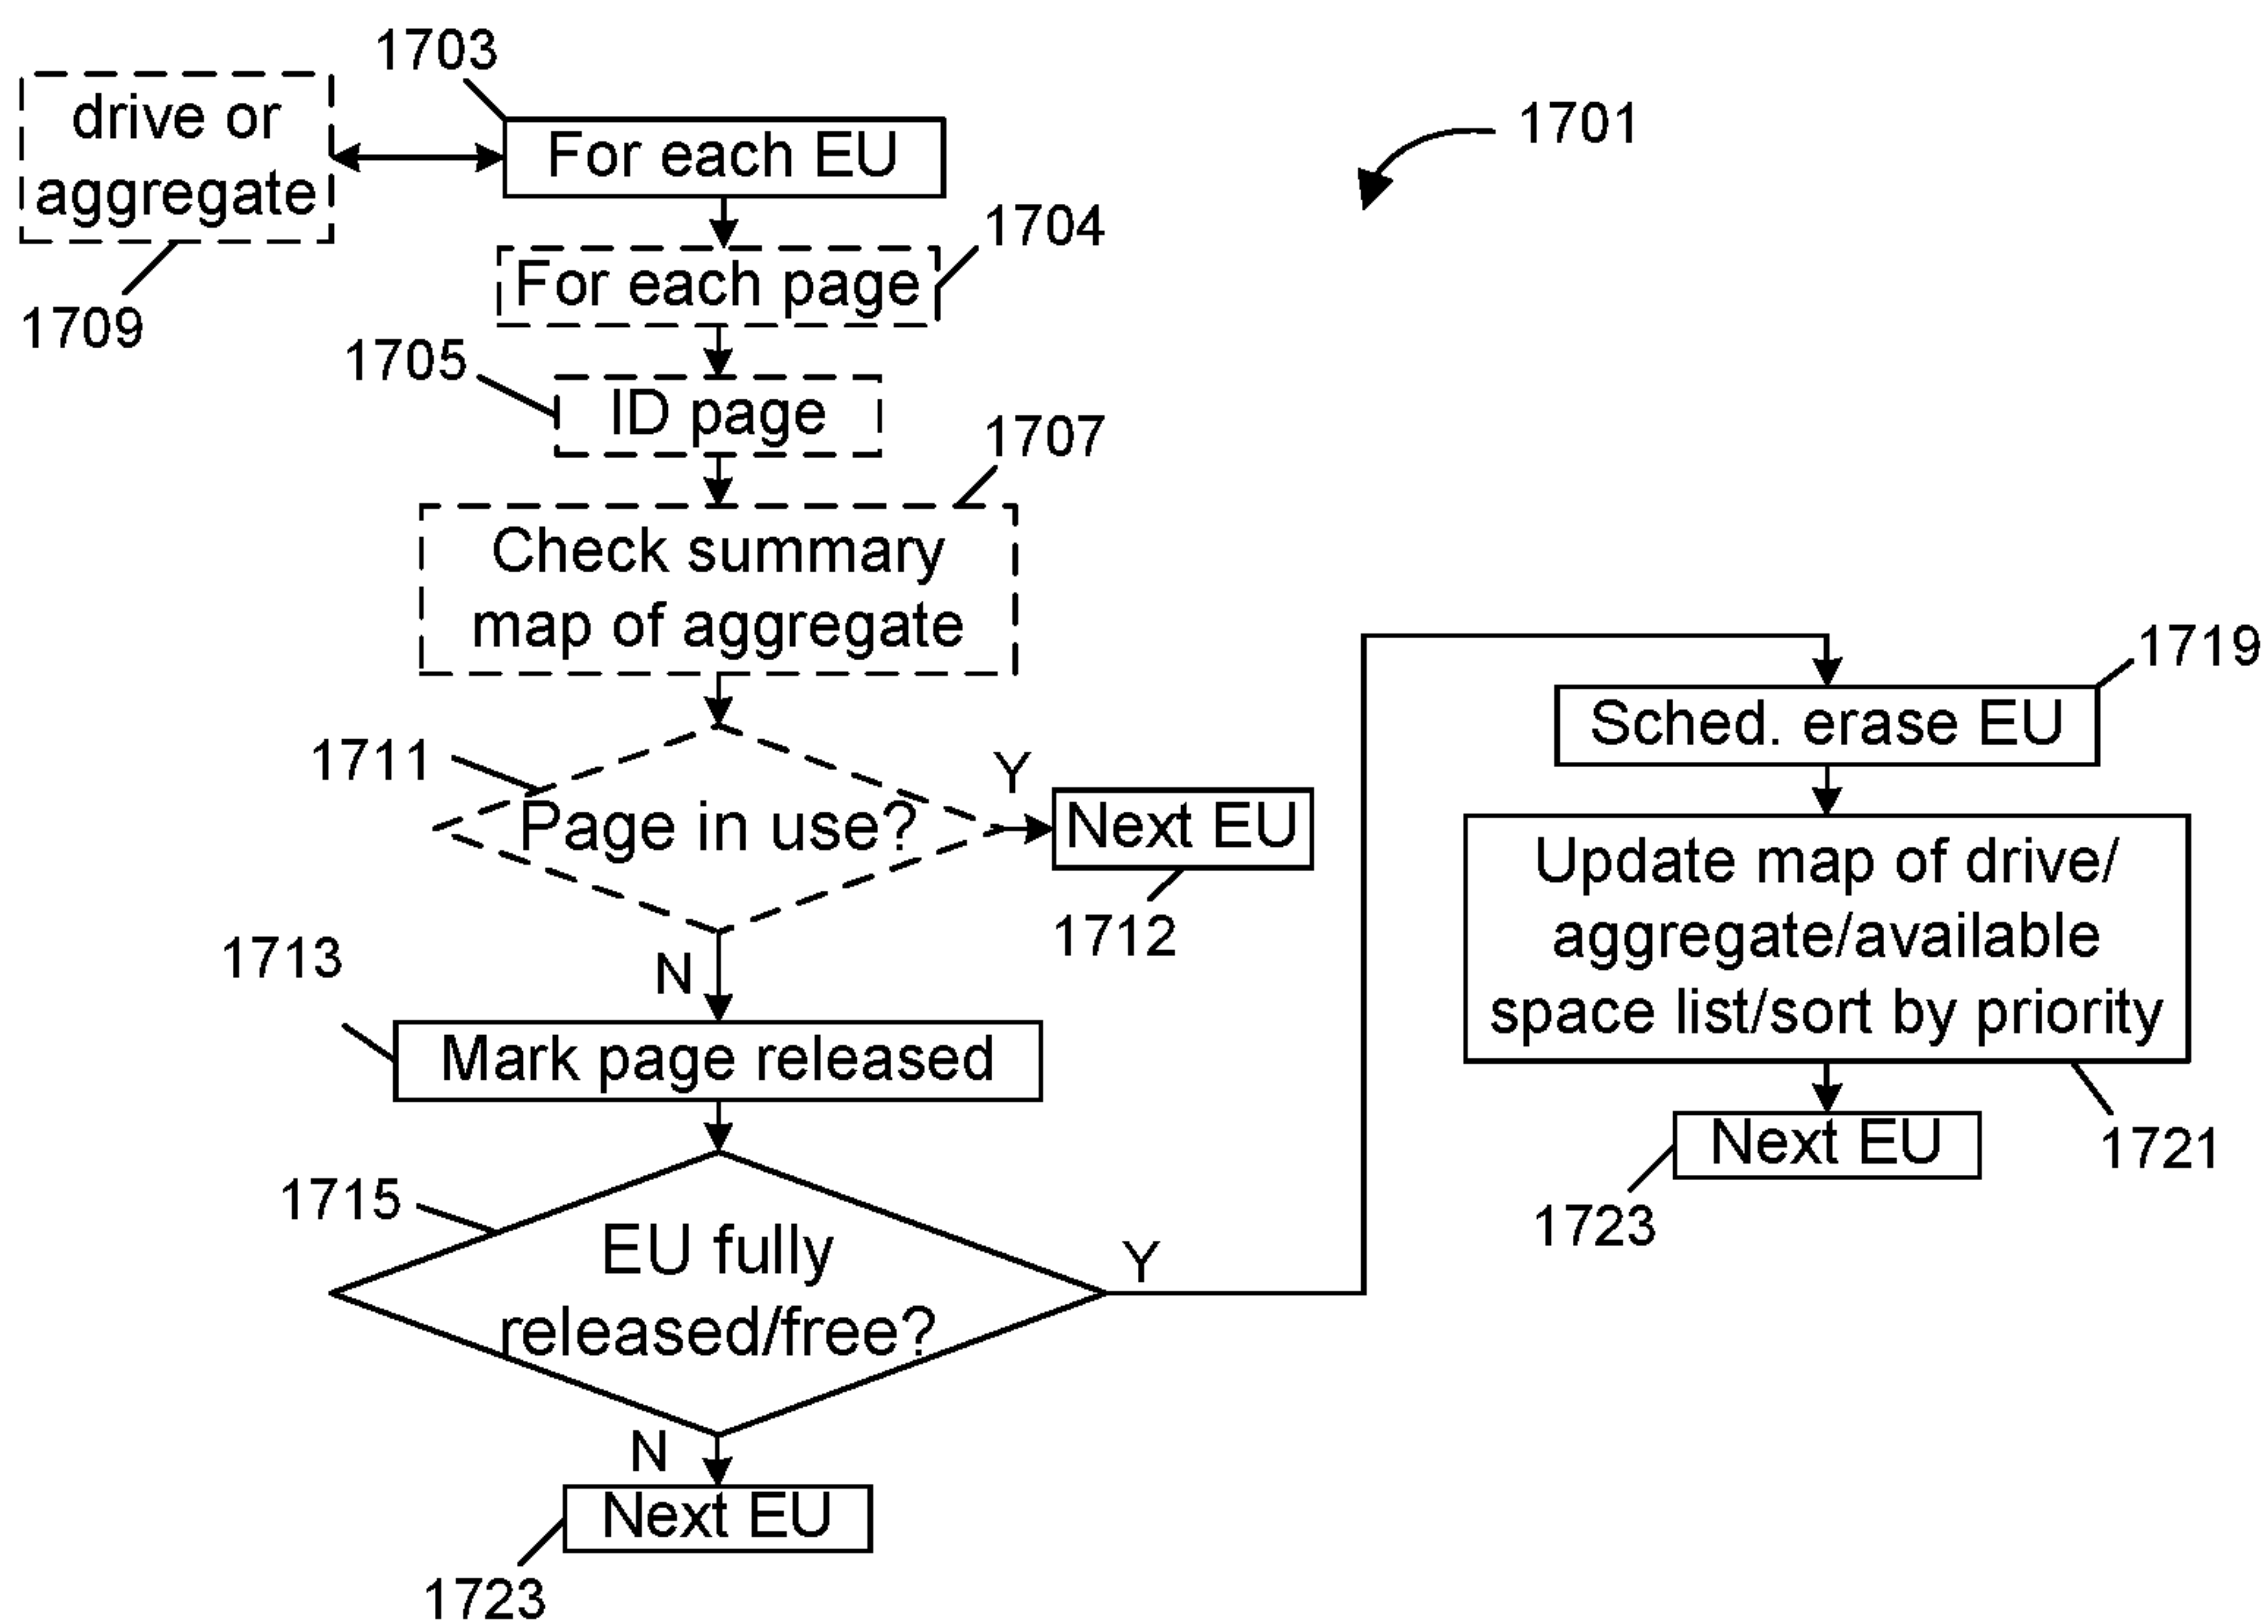 1703
drive or
aggregate
For each EU
1701
1704
For each page
1709
1705
ID page
1707
Check summary
map of aggregate
1711
Page in use?
Y
Next EU
1712
N
1713
Mark page released
1715
EU fully
released/free?
Y
N
Next EU
1723
1719
Sched. erase EU
Update map of drive/
aggregate/available
space list/sort by priority
1721
Next EU
1723